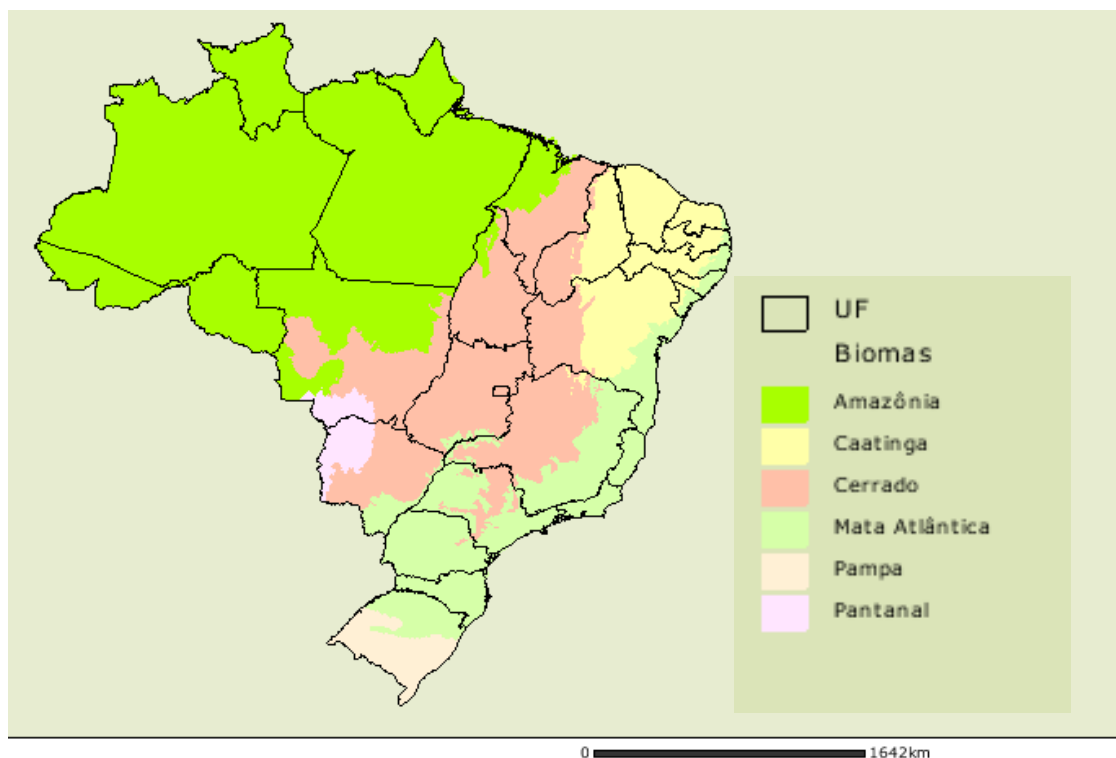 UF
Biomas
Amazônia
Caatinga
Cerrado
Mata Atlântica
Pampa
Pantanal
0 1642km